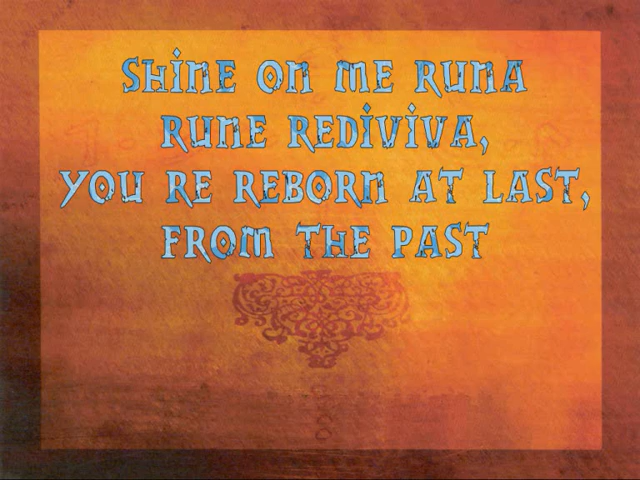 SHINE ON ME RUNA
RUNE REDIVIVA,
YOU RE REBORN AT LAST,
FROM THE PAST